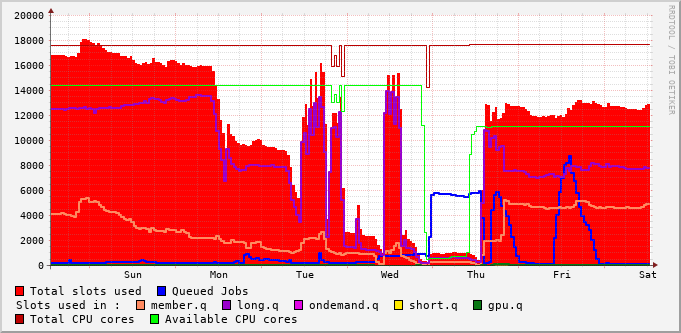 RRDTOOL / TOBI OETIKER
20000
18000
16000
14000
12000
10000
8000
6000
4000
2000
0
Sun Mon Tue Wed Thu Fri Sat
Total slots used Queued Jobs
Slots used in : member.q long.q ondemand.q short.q gpu.q
Total CPU cores Available CPU cores